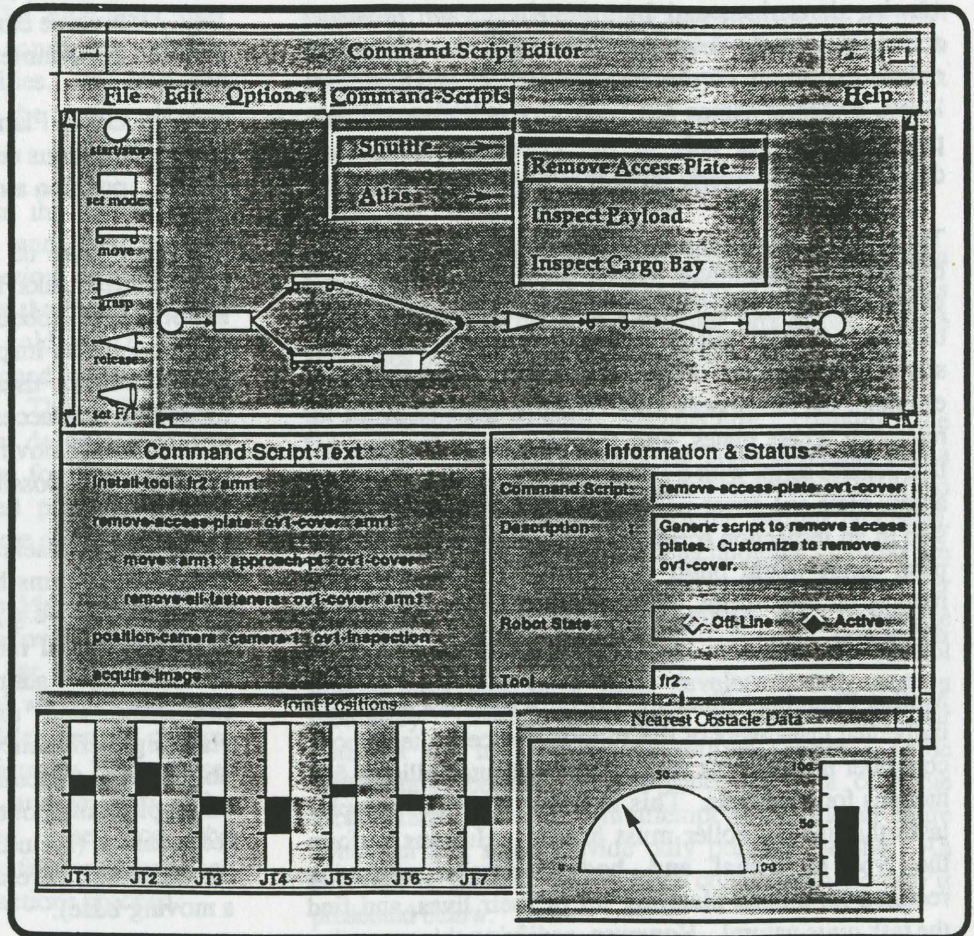 Command Script Editor
File Edit Options Command-Scripts Help
start/stop
set mode
move
grasp
release
set F/T
Shuttle
Atlas
Remove Access Plate
Inspect Payload
Inspect Cargo Bay
Command Script Text
install-tool fr2 arm1
remove-access-plate ov1-cover arm1
move arm1 approach-pt ov1-cover
remove-all-fasteners ov1-cover arm1
position-camera camera-1 ov1-inspection
acquire-image
Information & Status
Command Script: remove-access-plate ov1-cover
Description : Generic script to remove access
plates. Customize to remove
ov1-cover.
Robot State : Off-Line Active
Tool : fr2
Joint Positions
JT1 JT2 JT3 JT4 JT5 JT6 JT7
Nearest Obstacle Data
0 50 100
100
50
0